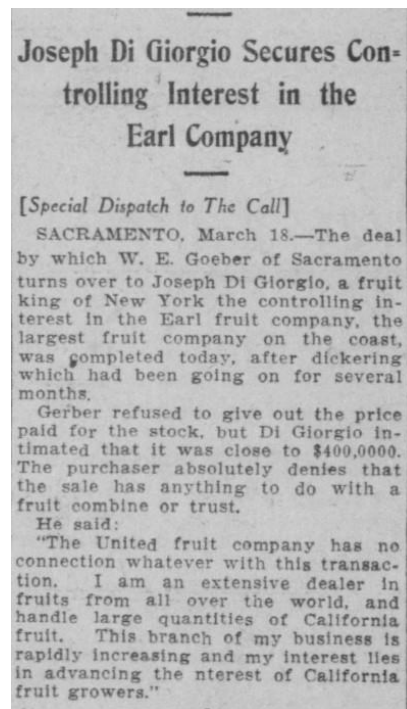 Joseph Di Giorgio Secures Con-
trolling Interest in the
Earl Company
[Special Dispatch to The Call]
SACRAMENTO, March 18.—The deal
by which W. E. Goeber of Sacramento
turns over to Joseph Di Giorgio, a fruit
king of New York the controlling in-
terest in the Earl fruit company, the
largest fruit company on the coast,
was completed today, after dickering
which had been going on for several
months.
Gerber refused to give out the price
paid for the stock, but Di Giorgio in-
timated that it was close to $400,0000.
The purchaser absolutely denies that
the sale has anything to do with a
fruit combine or trust.
He said:
"The United fruit company has no
connection whatever with this transac-
tion. I am an extensive dealer in
fruits from all over the world, and
handle large quantities of California
fruit. This branch of my business is
rapidly increasing and my interest lies
in advancing the nterest of California
fruit growers."